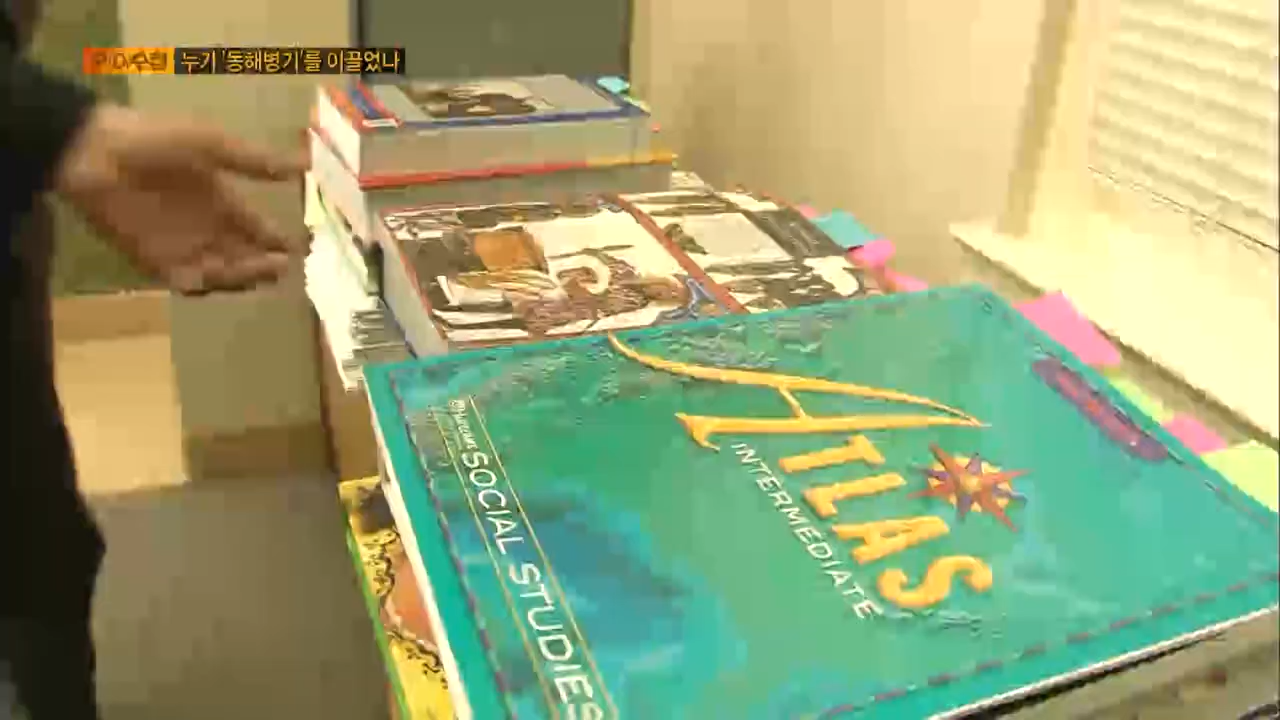 PD수첩 누가 '동해병기'를 이끌었나
ATLAS
INTERMEDIATE
SOCIAL STUDIES